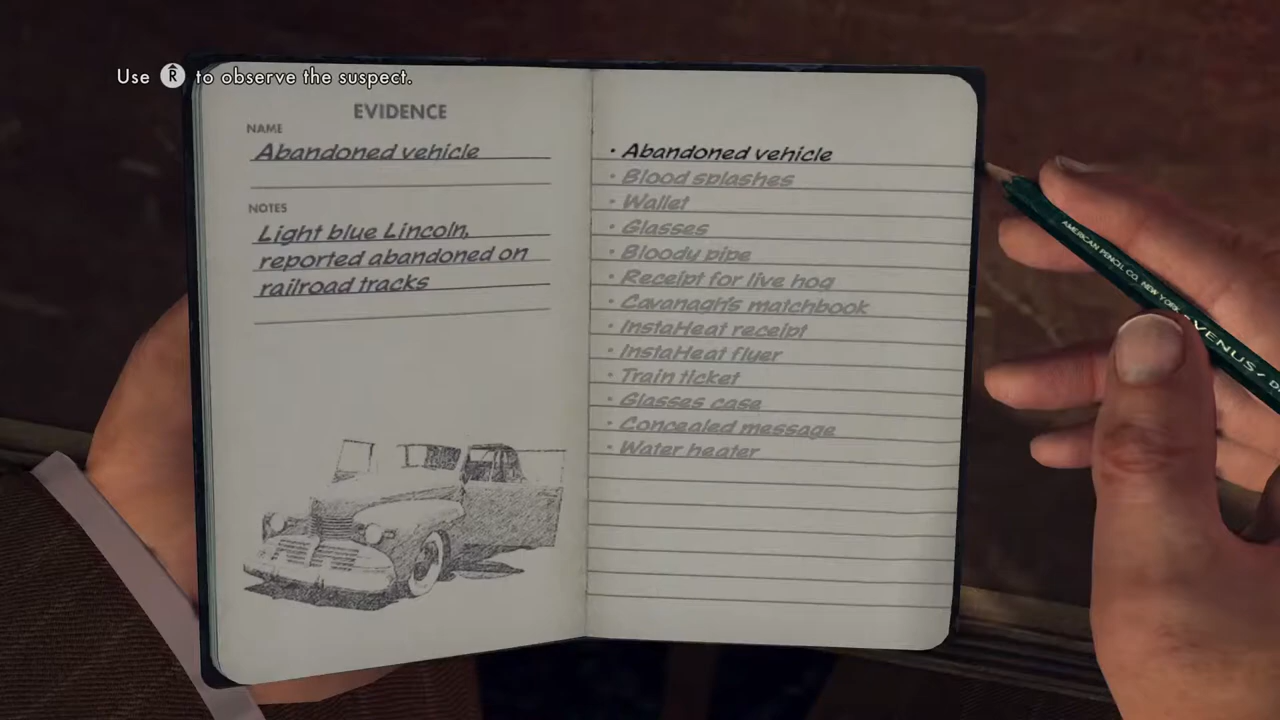 Use R to observe the suspect.
EVIDENCE
NAME
Abandoned vehicle
NOTES
Light blue Lincoln,
reported abandoned on
railroad tracks
· Abandoned vehicle
· Blood splashes
· Wallet
· Glasses
· Bloody pipe
· Receipt for live hog
· Cavanagh's matchbook
· InstaHeat receipt
· InstaHeat flyer
· Train ticket
· Glasses case
· Concealed message
· Water heater
AMERICAN PENCIL CO. NEW YORK VENUS